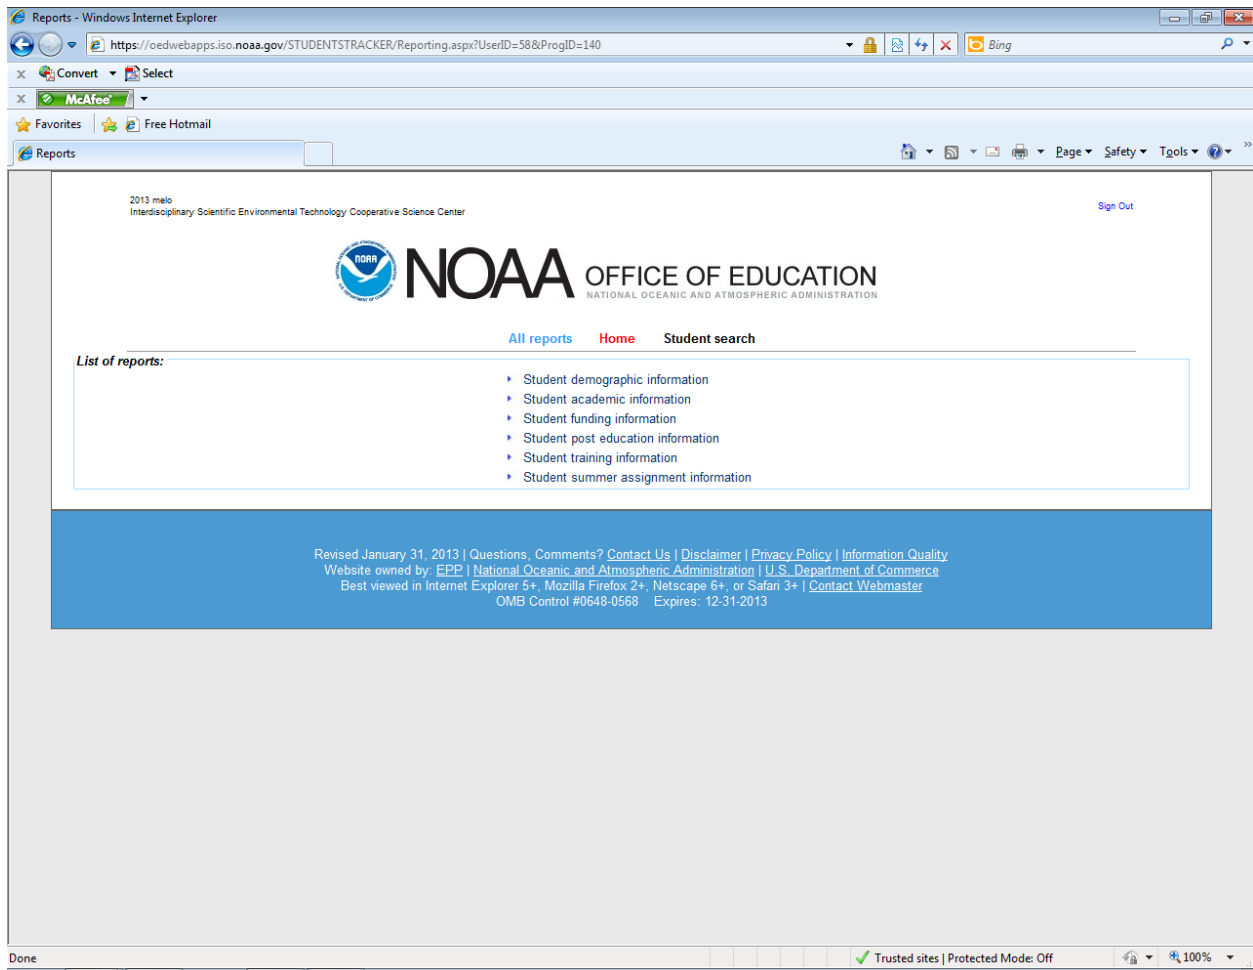 Reports - Windows Internet Explorer
https://oedwebapps.iso.noaa.gov/STUDENTSTRACKER/Reporting.aspx?UserID=58&ProgID=140
Bing
x Convert Select
x McAfee
Favorites Free Hotmail
Reports
Page Safety Tools
2013 melo
Interdisciplinary Scientific Environmental Technology Cooperative Science Center
Sign Out
NOAA
NOAA OFFICE OF EDUCATION
NATIONAL OCEANIC AND ATMOSPHERIC ADMINISTRATION
All reports Home Student search
List of reports:
Student demographic information
Student academic information
Student funding information
Student post education information
Student training information
Student summer assignment information
Revised January 31, 2013 | Questions, Comments? Contact Us | Disclaimer | Privacy Policy | Information Quality
Website owned by: EPP | National Oceanic and Atmospheric Administration | U.S. Department of Commerce
Best viewed in Internet Explorer 5+, Mozilla Firefox 2+, Netscape 6+, or Safari 3+ | Contact Webmaster
OMB Control #0648-0568 Expires: 12-31-2013
Done
Trusted sites | Protected Mode: Off
100%